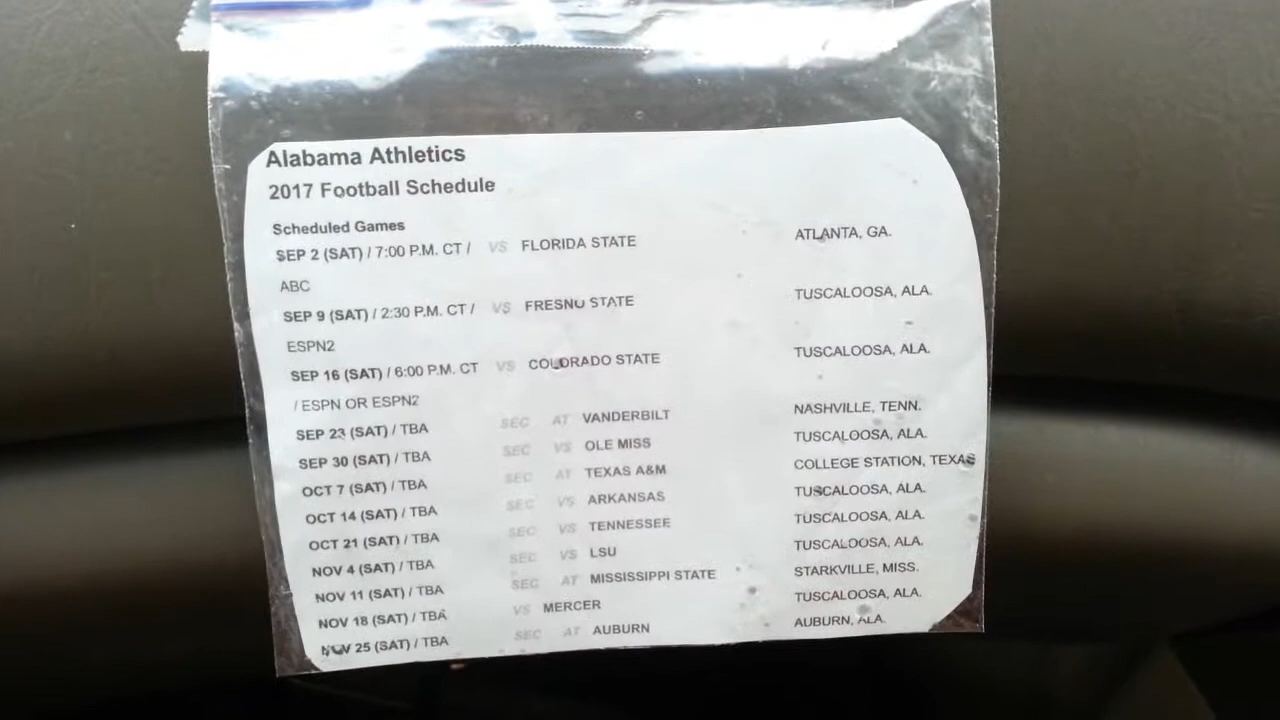 Alabama Athletics
2017 Football Schedule
Scheduled Games
SEP 2 (SAT) / 7:00 P.M. CT / VS FLORIDA STATE ATLANTA, GA.
ABC
SEP 9 (SAT) / 2:30 P.M. CT / VS FRESNO STATE TUSCALOOSA, ALA.
ESPN2
SEP 16 (SAT) / 6:00 P.M. CT VS COLORADO STATE TUSCALOOSA, ALA.
/ ESPN OR ESPN2
SEP 23 (SAT) / TBA SEC AT VANDERBILT NASHVILLE, TENN.
SEP 30 (SAT) / TBA SEC VS OLE MISS TUSCALOOSA, ALA.
OCT 7 (SAT) / TBA SEC AT TEXAS A&M COLLEGE STATION, TEXAS
OCT 14 (SAT) / TBA SEC VS ARKANSAS TUSCALOOSA, ALA.
OCT 21 (SAT) / TBA SEC VS TENNESSEE TUSCALOOSA, ALA.
NOV 4 (SAT) / TBA SEC VS LSU TUSCALOOSA, ALA.
NOV 11 (SAT) / TBA SEC AT MISSISSIPPI STATE STARKVILLE, MISS.
NOV 18 (SAT) / TBA VS MERCER TUSCALOOSA, ALA.
NOV 25 (SAT) / TBA SEC AT AUBURN AUBURN, ALA.